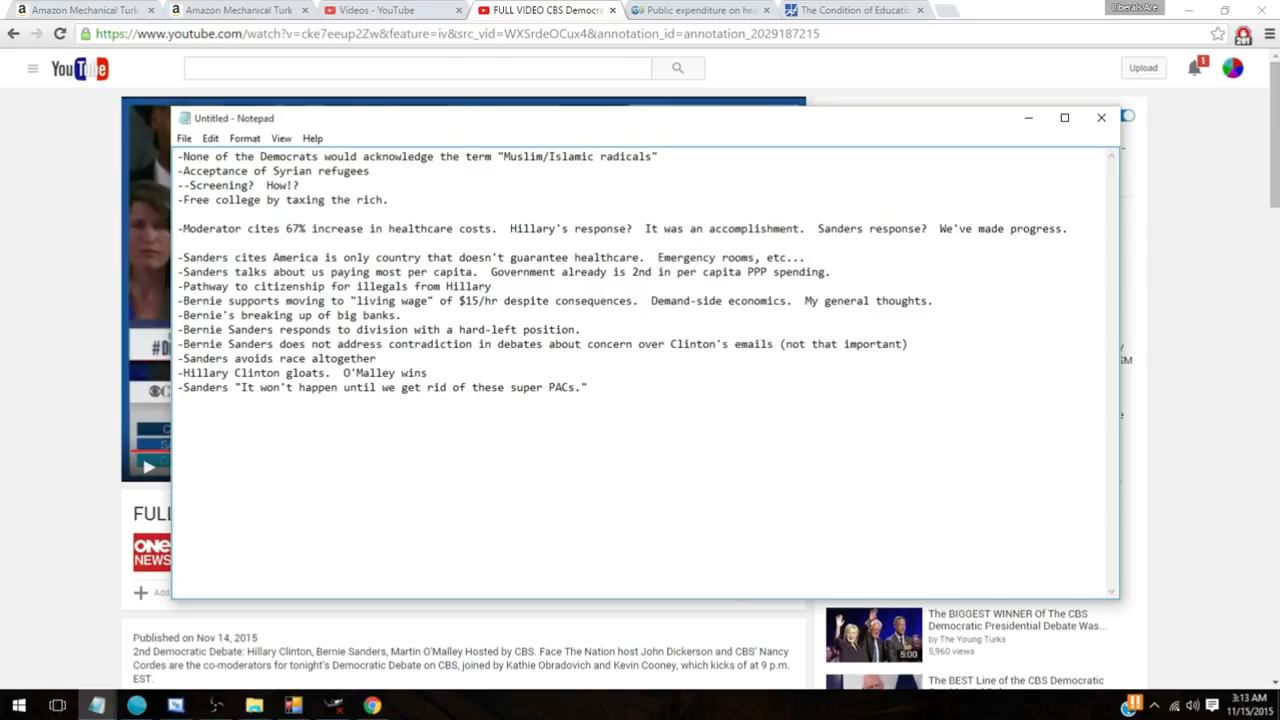 Amazon Mechanical Turk
Amazon Mechanical Turk
Videos - YouTube
FULL VIDEO CBS Democra
Public expenditure on he
The Condition of Educatio
Liberals Are
https://www.youtube.com/watch?v=cke7eeup2Zw&feature=iv&src_vid=WXSrdeOCux4&annotation_id=annotation_2029187215
201
YouTube
Upload
1
Untitled - Notepad
File Edit Format View Help
-None of the Democrats would acknowledge the term "Muslim/Islamic radicals"
-Acceptance of Syrian refugees
--Screening? How!?
-Free college by taxing the rich.
-Moderator cites 67% increase in healthcare costs. Hillary's response? It was an accomplishment. Sanders response? We've made progress.
-Sanders cites America is only country that doesn't guarantee healthcare. Emergency rooms, etc...
-Sanders talks about us paying most per capita. Government already is 2nd in per capita PPP spending.
-Pathway to citizenship for illegals from Hillary
-Bernie supports moving to "living wage" of $15/hr despite consequences. Demand-side economics. My general thoughts.
-Bernie's breaking up of big banks.
-Bernie Sanders responds to division with a hard-left position.
-Bernie Sanders does not address contradiction in debates about concern over Clinton's emails (not that important)
-Sanders avoids race altogether
-Hillary Clinton gloats. O'Malley wins
-Sanders "It won't happen until we get rid of these super PACs."
FULL
ONE
NEWS
Add
Published on Nov 14, 2015
2nd Democratic Debate: Hillary Clinton, Bernie Sanders, Martin O'Malley Hosted by CBS. Face The Nation host John Dickerson and CBS' Nancy
Cordes are the co-moderators for tonight's Democratic Debate on CBS, joined by Kathie Obradovich and Kevin Cooney, which kicks of at 9 p.m.
EST.
5:00
The BIGGEST WINNER Of The CBS
Democratic Presidential Debate Was...
by The Young Turks
5,960 views
The BEST Line of the CBS Democratic
3:13 AM
11/15/2015